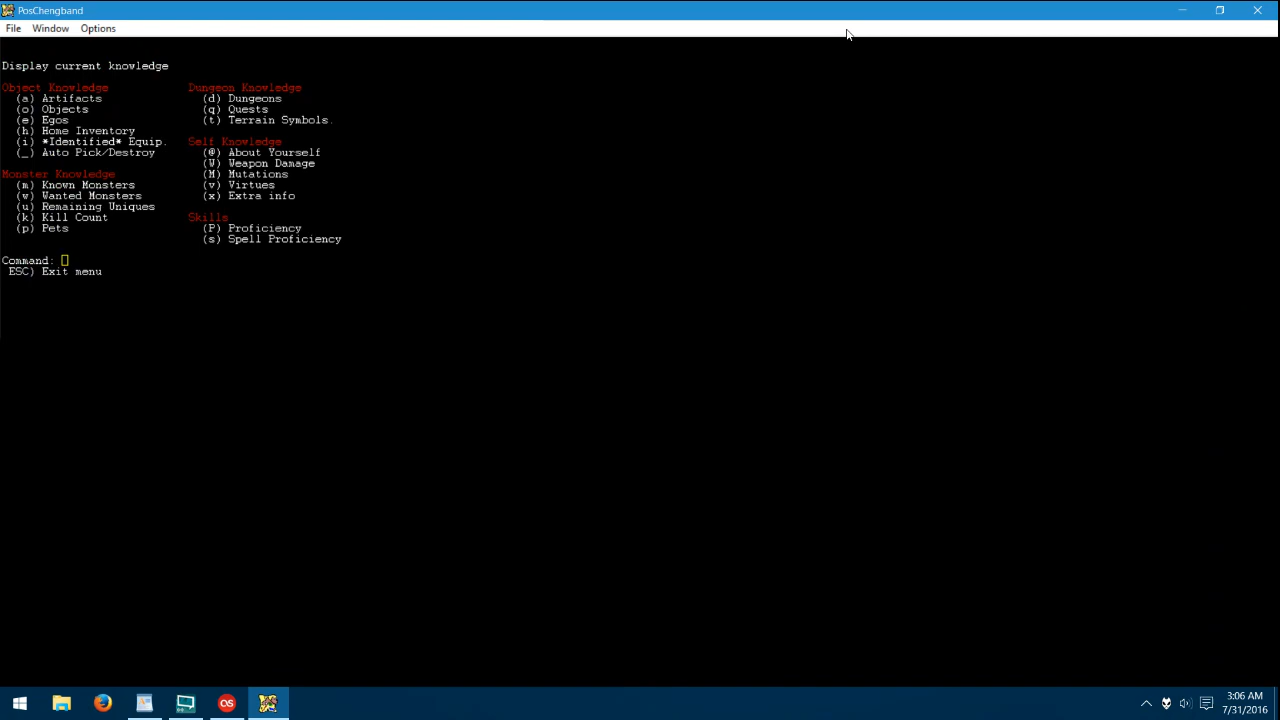 PosChengband
File Window Options
Display current knowledge
Object Knowledge
(a) Artifacts
(o) Objects
(e) Egos
(h) Home Inventory
(i) *Identified* Equip.
(_) Auto Pick/Destroy
Monster Knowledge
(m) Known Monsters
(w) Wanted Monsters
(u) Remaining Uniques
(k) Kill Count
(p) Pets
Dungeon Knowledge
(d) Dungeons
(q) Quests
(t) Terrain Symbols.
Self Knowledge
(@) About Yourself
(W) Weapon Damage
(M) Mutations
(v) Virtues
(x) Extra info
Skills
(P) Proficiency
(s) Spell Proficiency
Command:
ESC) Exit menu
3:06 AM
7/31/2016